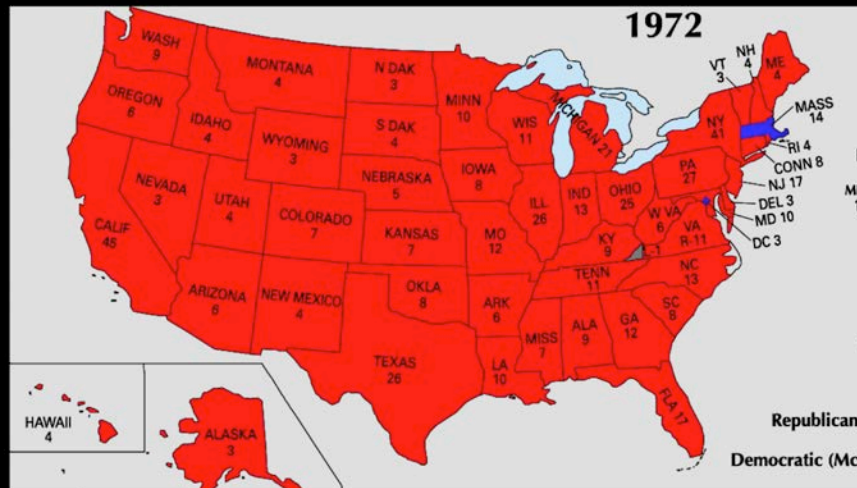 1972
WASH
9
MONTANA
4
N DAK
3
MINN
10
OREGON
6
IDAHO
4
WYOMING
3
S DAK
4
WIS
11
MICHIGAN 21
NY
41
VT
3
NH
4
ME
4
MASS
14
RI 4
CONN 8
NJ 17
DEL 3
MD 10
DC 3
NEVADA
3
UTAH
4
COLORADO
7
NEBRASKA
5
IOWA
8
ILL
26
IND
13
OHIO
25
PA
27
W VA
6
VA
R-11
L-1
CALIF
45
KANSAS
7
MO
12
KY
9
ARIZONA
6
NEW MEXICO
4
OKLA
8
ARK
6
TENN
11
NC
13
TEXAS
26
LA
10
MISS
7
ALA
9
GA
12
SC
8
FLA 17
HAWAII
4
ALASKA
3
Republican
Democratic (Mc